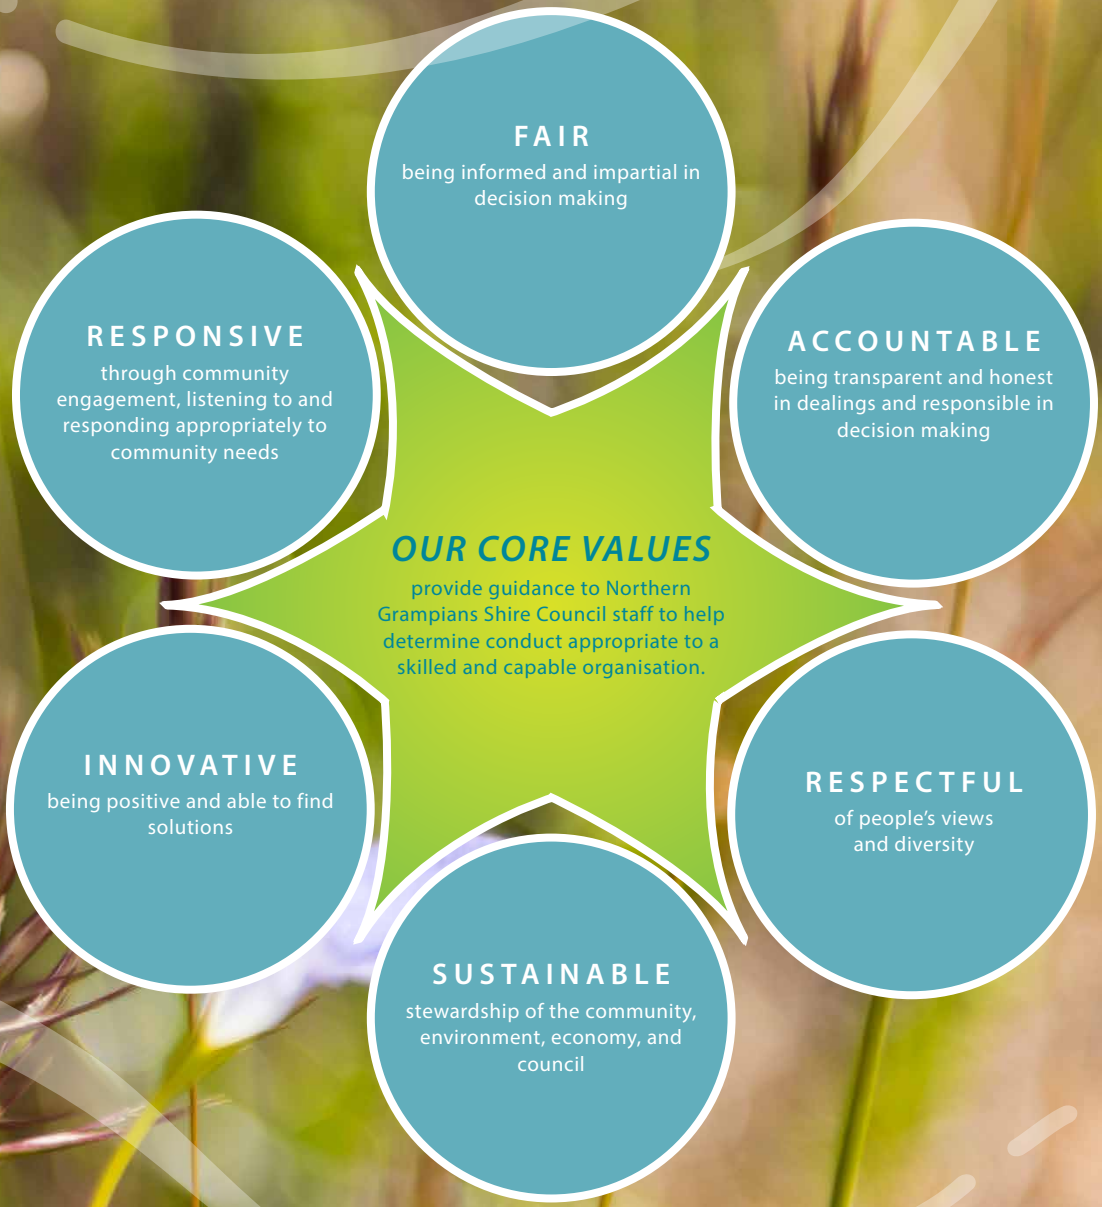 FAIR
being informed and impartial in
decision making
RESPONSIVE
through community
engagement, listening to and
responding appropriately to
community needs
ACCOUNTABLE
being transparent and honest
in dealings and responsible in
decision making
OUR CORE VALUES
provide guidance to Northern
Grampians Shire Council staff to help
determine conduct appropriate to a
skilled and capable organisation.
INNOVATIVE
being positive and able to find
solutions
RESPECTFUL
of people’s views
and diversity
SUSTAINABLE
stewardship of the community,
environment, economy, and
council